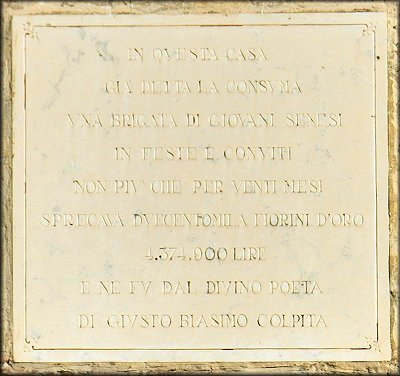 IN QVESTA CASA
GIA' DETTA LA CONSVMA
VNA BRIGATA DI GIOVANI SENESI
IN FESTE E CONVITI
NON PIV' CHE PER VENTI MESI
SPRECAVA DVECENTOMILA FIORINI D'ORO
4.374.900 LIRE
E NE FV DAL DIVINO POETA
DI GIVSTO BIASIMO COLPITA